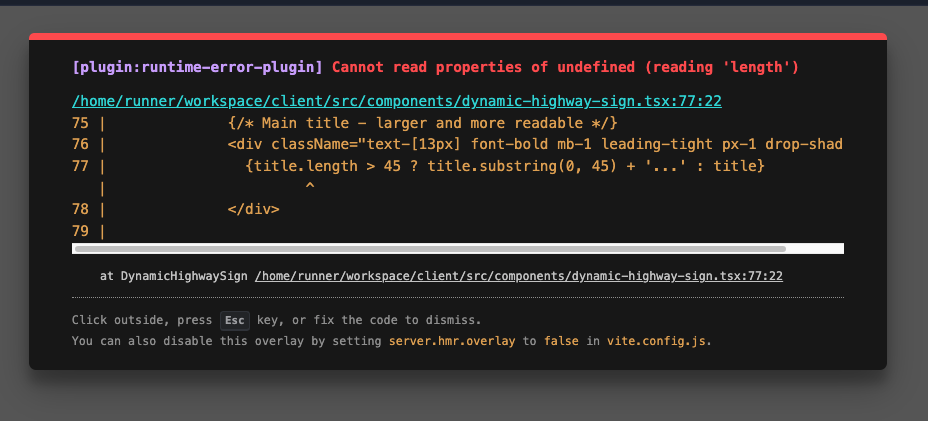 [plugin:runtime-error-plugin] Cannot read properties of undefined (reading 'length')
/home/runner/workspace/client/src/components/dynamic-highway-sign.tsx:77:22
75 |              {/* Main title - larger and more readable */}
76 |              <div className="text-[13px] font-bold mb-1 leading-tight px-1 drop-shad
77 |                {title.length > 45 ? title.substring(0, 45) + '...' : title}
   |                       ^
78 |              </div>
79 |
at DynamicHighwaySign /home/runner/workspace/client/src/components/dynamic-highway-sign.tsx:77:22
Click outside, press Esc key, or fix the code to dismiss.
You can also disable this overlay by setting server.hmr.overlay to false in vite.config.js.